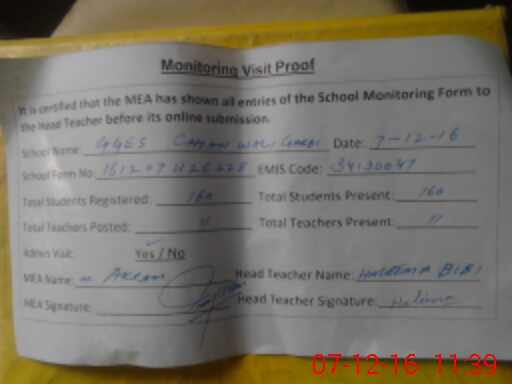 Monitoring Visit Proof
It is certified that the MEA has shown all entries of the School Monitoring Form to
the Head Teacher before its online submission.
School Name: GGES Date: 7-12-16
School Form No: EMIS Code: 34130047
Total Students Registered: 160 Total Students Present: 160
Total Teachers Posted: 11 Total Teachers Present: 11
Admin Visit: Yes / No
MEA Name: M. AKRAM Head Teacher Name: HALEEMA BIBI
MEA Signature: Head Teacher Signature: Haleema
07-12-16 11:39